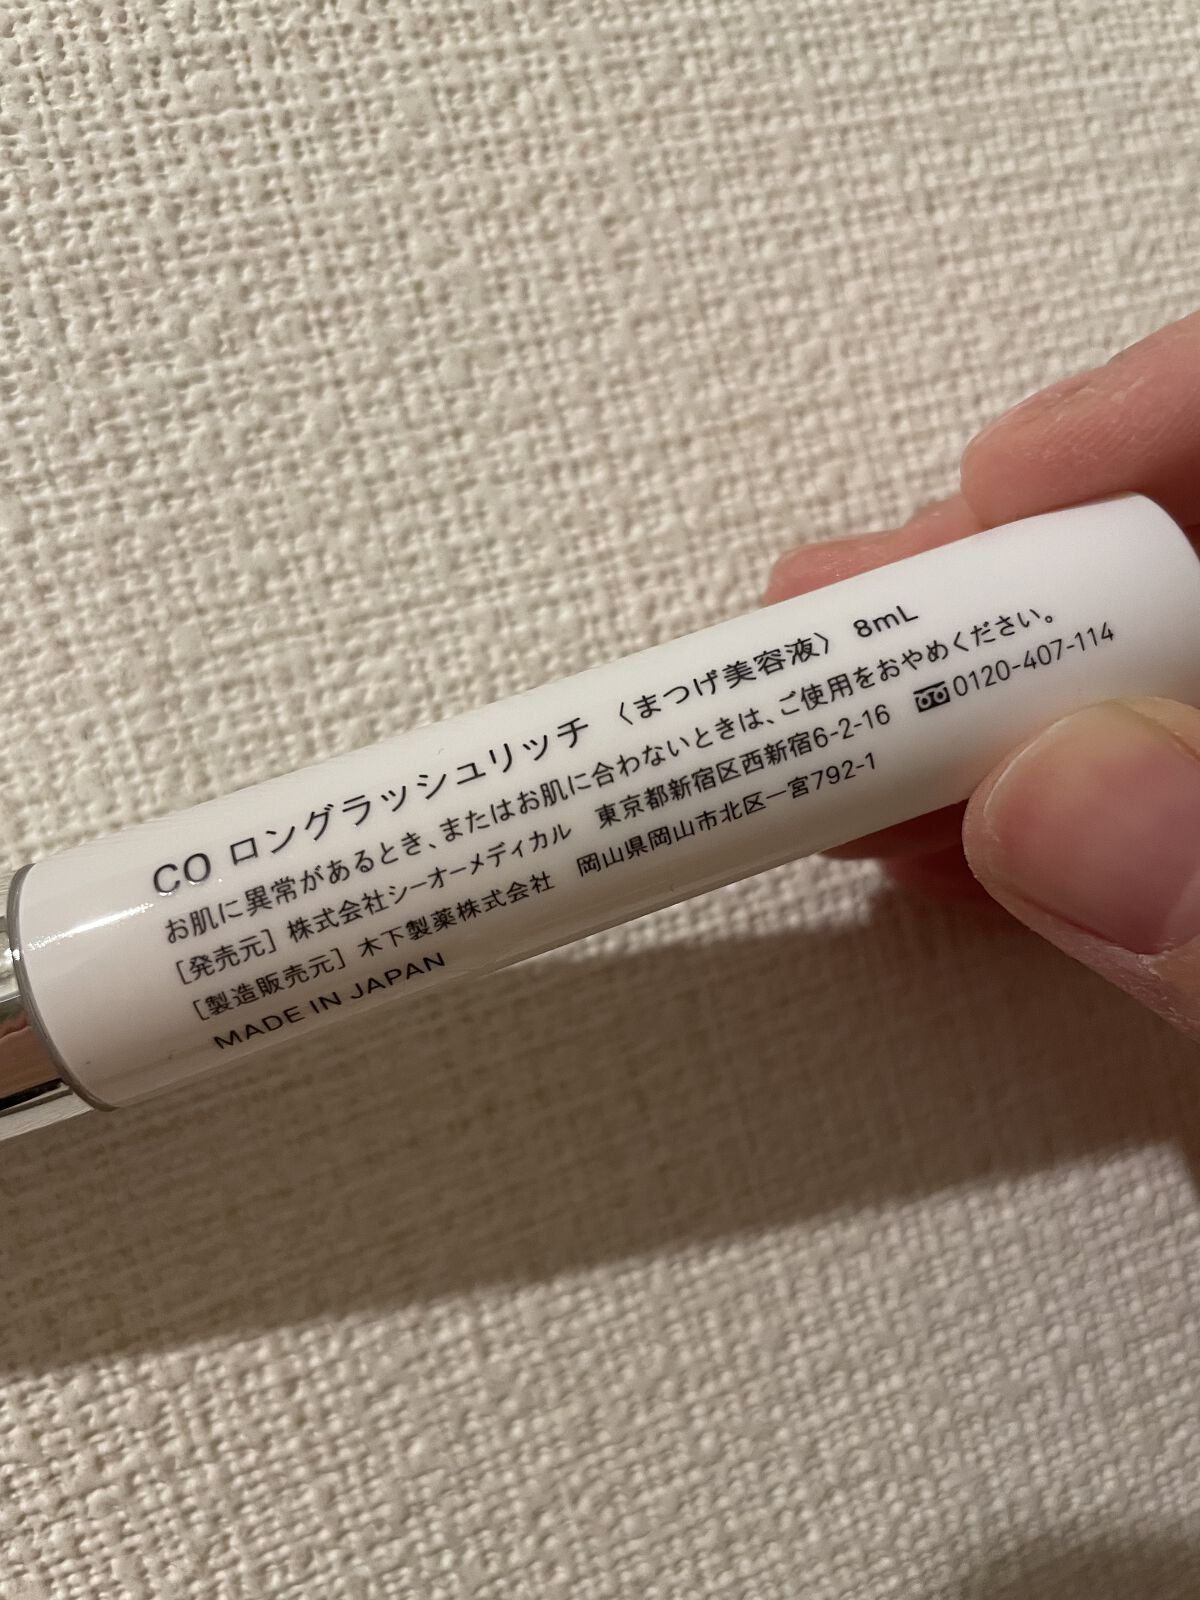 CO ロングラッシュリッチ 〈まつげ美容液〉 8mL
お肌に異常があるとき、またはお肌に合わないときは、ご使用をおやめください。
[発売元] 株式会社シーオーメディカル 東京都新宿区西新宿6-2-16 0120-407-114
[製造販売元] 木下製薬株式会社 岡山県岡山市北区一宮792-1
MADE IN JAPAN